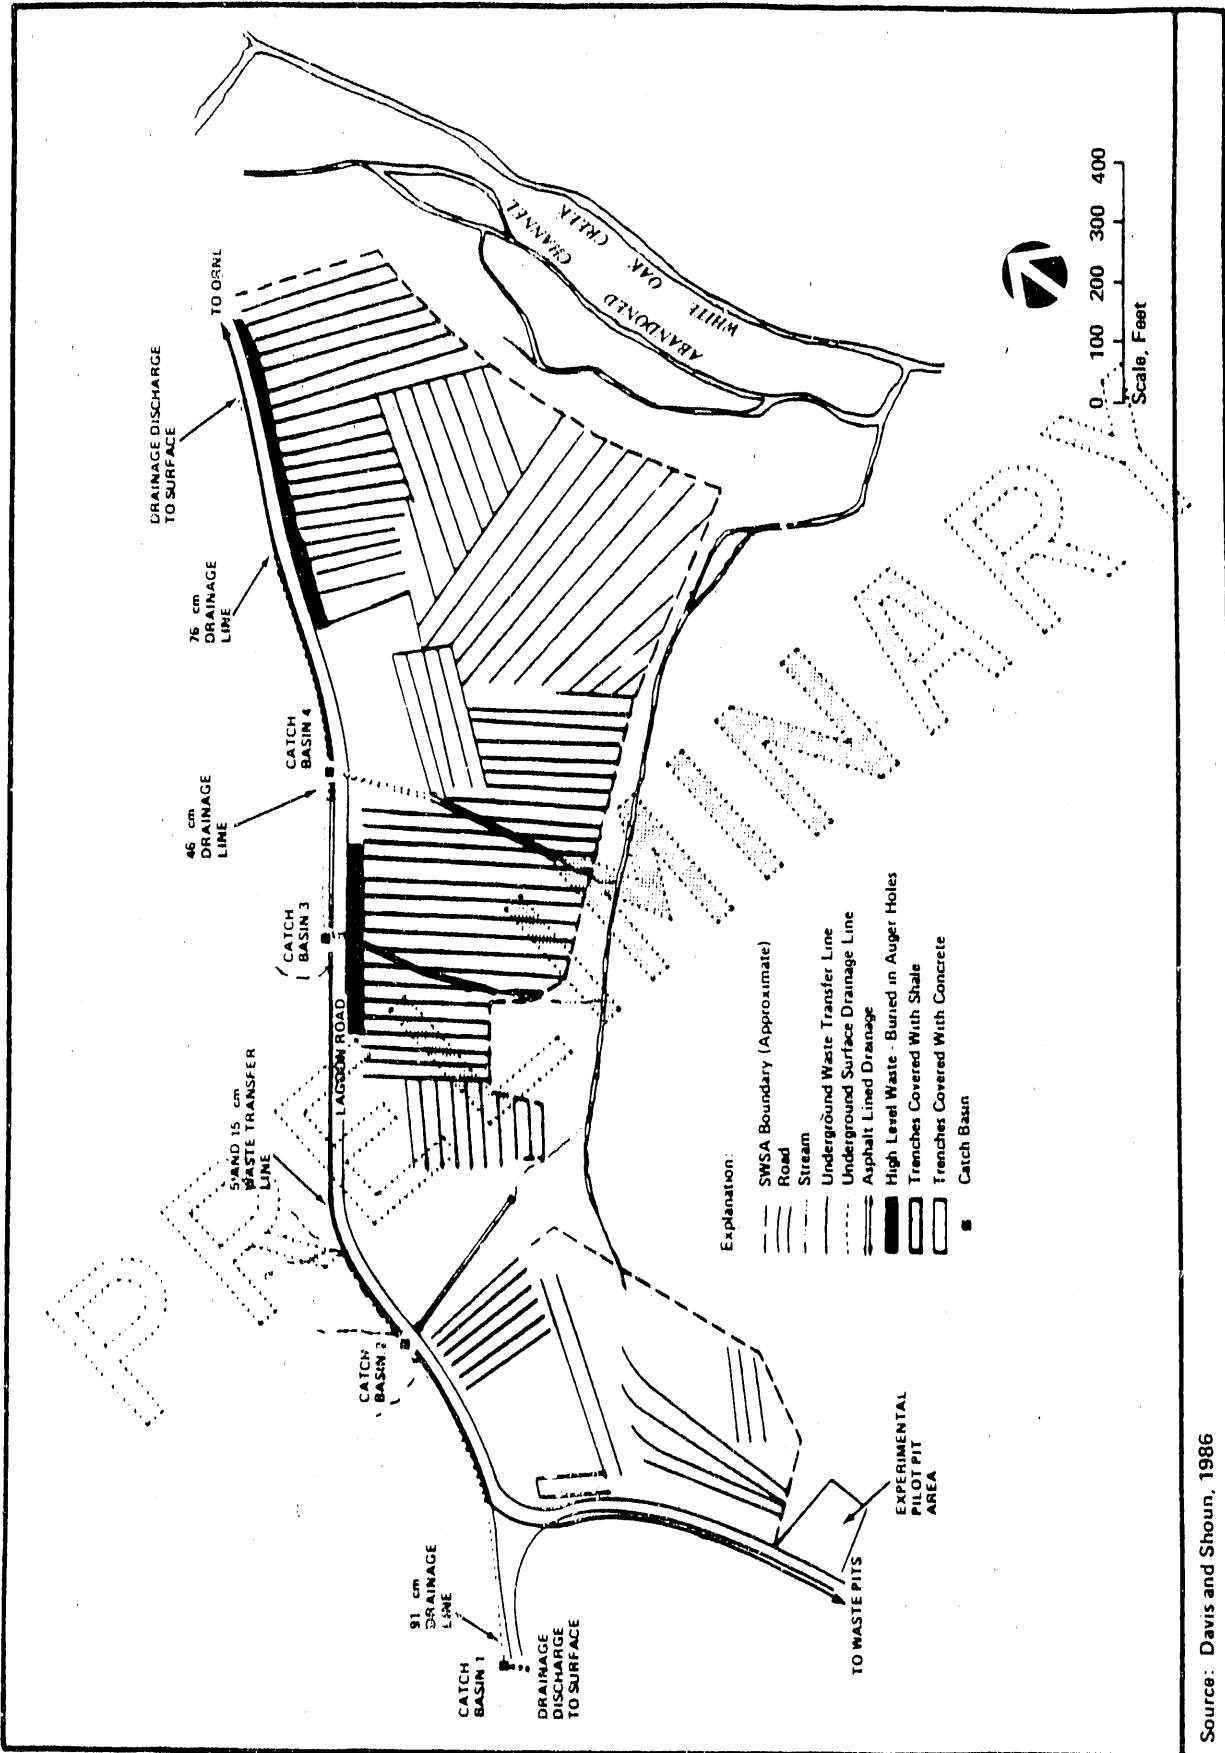 TO ORNL
DRAINAGE DISCHARGE
TO SURFACE
76 cm
DRAINAGE
LINE
CATCH
BASIN 4
46 cm
DRAINAGE
LINE
CATCH
BASIN 3
LAGOON ROAD
5 AND 15 cm
WASTE TRANSFER
LINE
CATCH
BASIN 2
91 cm
DRAINAGE
LINE
CATCH
BASIN 1
DRAINAGE
DISCHARGE
TO SURFACE
TO WASTE PITS
EXPERIMENTAL
PILOT PIT
AREA
ABANDONED CHANNEL
WHITE OAK CREEK
0 100 200 300 400
Scale, Feet
Explanation:
SWSA Boundary (Approximate)
Road
Stream
Underground Waste Transfer Line
Underground Surface Drainage Line
Asphalt Lined Drainage
High Level Waste - Buried in Auger Holes
Trenches Covered With Shale
Trenches Covered With Concrete
Catch Basin
PRELIMINARY
Source: Davis and Shoun, 1986